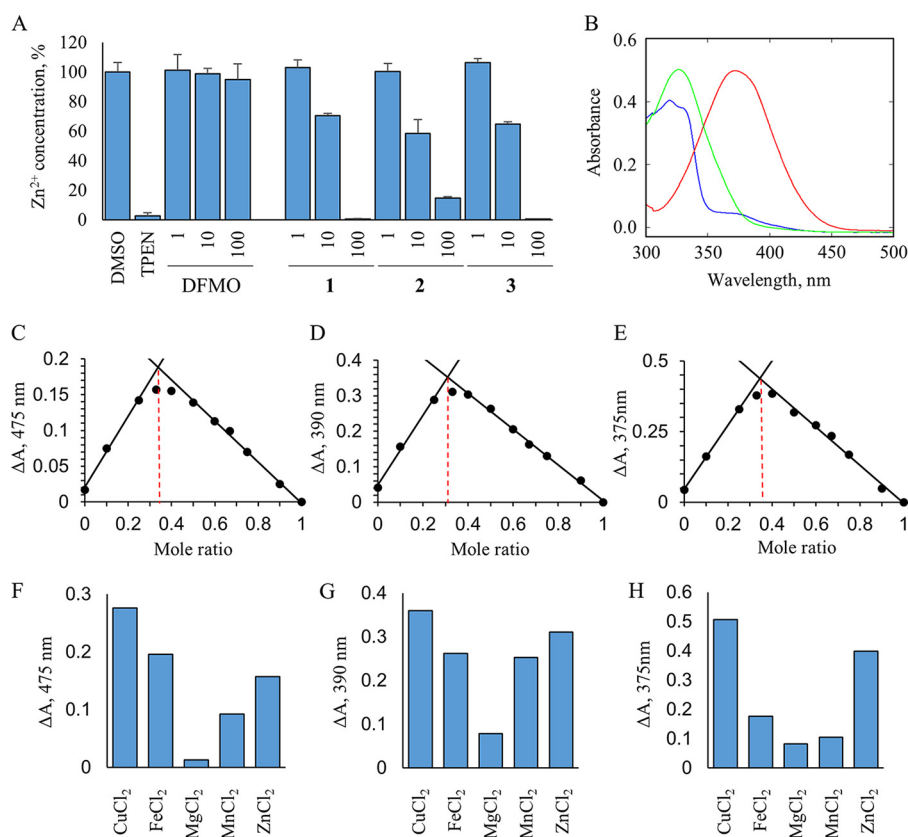 A
Zn²⁺ concentration, %
120
100
80
60
40
20
0
DMSO
TPEN
1
10
100
DFMO
1
10
100
1
1
10
100
2
1
10
100
3
B
Absorbance
0.6
0.4
0.2
0.0
300
350
400
450
500
Wavelength, nm
C
ΔA, 475 nm
0.2
0.15
0.1
0.05
0
0
0.2
0.4
0.6
0.8
1
Mole ratio
D
ΔA, 390 nm
0.4
0.3
0.2
0.1
0
0
0.2
0.4
0.6
0.8
1
Mole ratio
E
ΔA, 375nm
0.5
0.25
0
0
0.2
0.4
0.6
0.8
1
Mole ratio
F
ΔA, 475 nm
0.3
0.2
0.1
0
CuCl₂
FeCl₂
MgCl₂
MnCl₂
ZnCl₂
G
ΔA, 390 nm
0.4
0.3
0.2
0.1
0
CuCl₂
FeCl₂
MgCl₂
MnCl₂
ZnCl₂
H
ΔA, 375nm
0.6
0.5
0.4
0.3
0.2
0.1
0
CuCl₂
FeCl₂
MgCl₂
MnCl₂
ZnCl₂